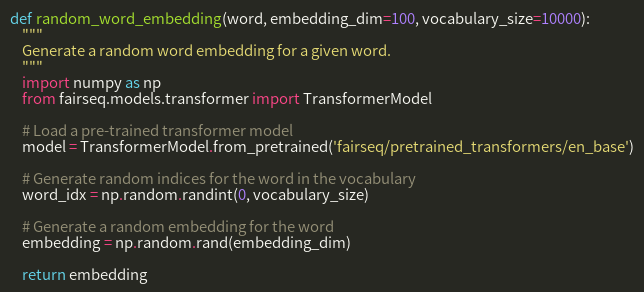 def random_word_embedding(word, embedding_dim=100, vocabulary_size=10000):
"""
Generate a random word embedding for a given word.
"""
import numpy as np
from fairseq.models.transformer import TransformerModel
# Load a pre-trained transformer model
model = TransformerModel.from_pretrained('fairseq/pretrained_transformers/en_base')
# Generate random indices for the word in the vocabulary
word_idx = np.random.randint(0, vocabulary_size)
# Generate a random embedding for the word
embedding = np.random.rand(embedding_dim)
return embedding